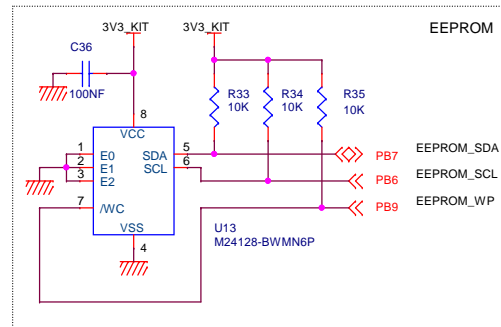 3V3_KIT
3V3_KIT
EEPROM
C36
100NF
R33
10K
R34
10K
R35
10K
8
VCC
1
E0
2
E1
3
E2
7
/WC
SDA
5
SCL
6
VSS
4
U13
M24128-BWMN6P
PB7
EEPROM_SDA
PB6
EEPROM_SCL
PB9
EEPROM_WP